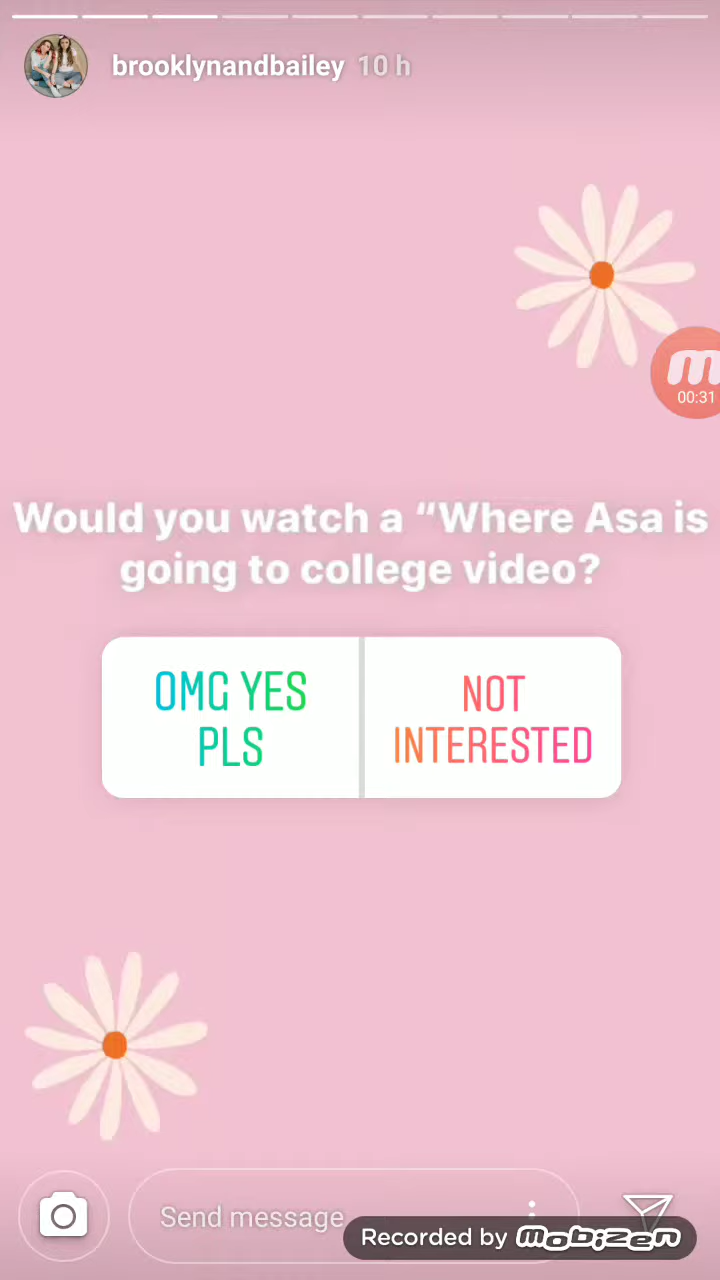 brooklynandbailey 10 h
m
00:31
Would you watch a “Where Asa is
going to college video?
OMG YES
PLS
NOT
INTERESTED
Send message
Recorded by mobizen